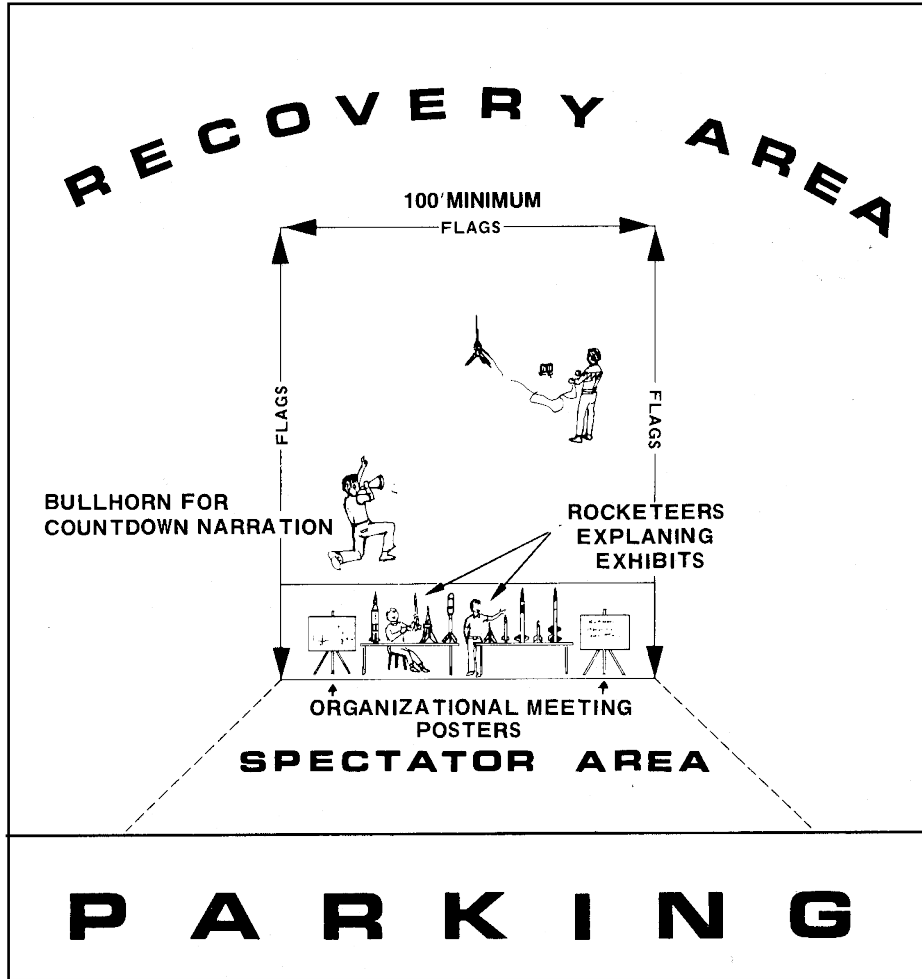 RECOVERY AREA
100' MINIMUM
FLAGS
FLAGS
FLAGS
BULLHORN FOR
COUNTDOWN NARRATION
ROCKETEERS
EXPLANING
EXHIBITS
ORGANIZATIONAL MEETING
POSTERS
SPECTATOR AREA
PARKING